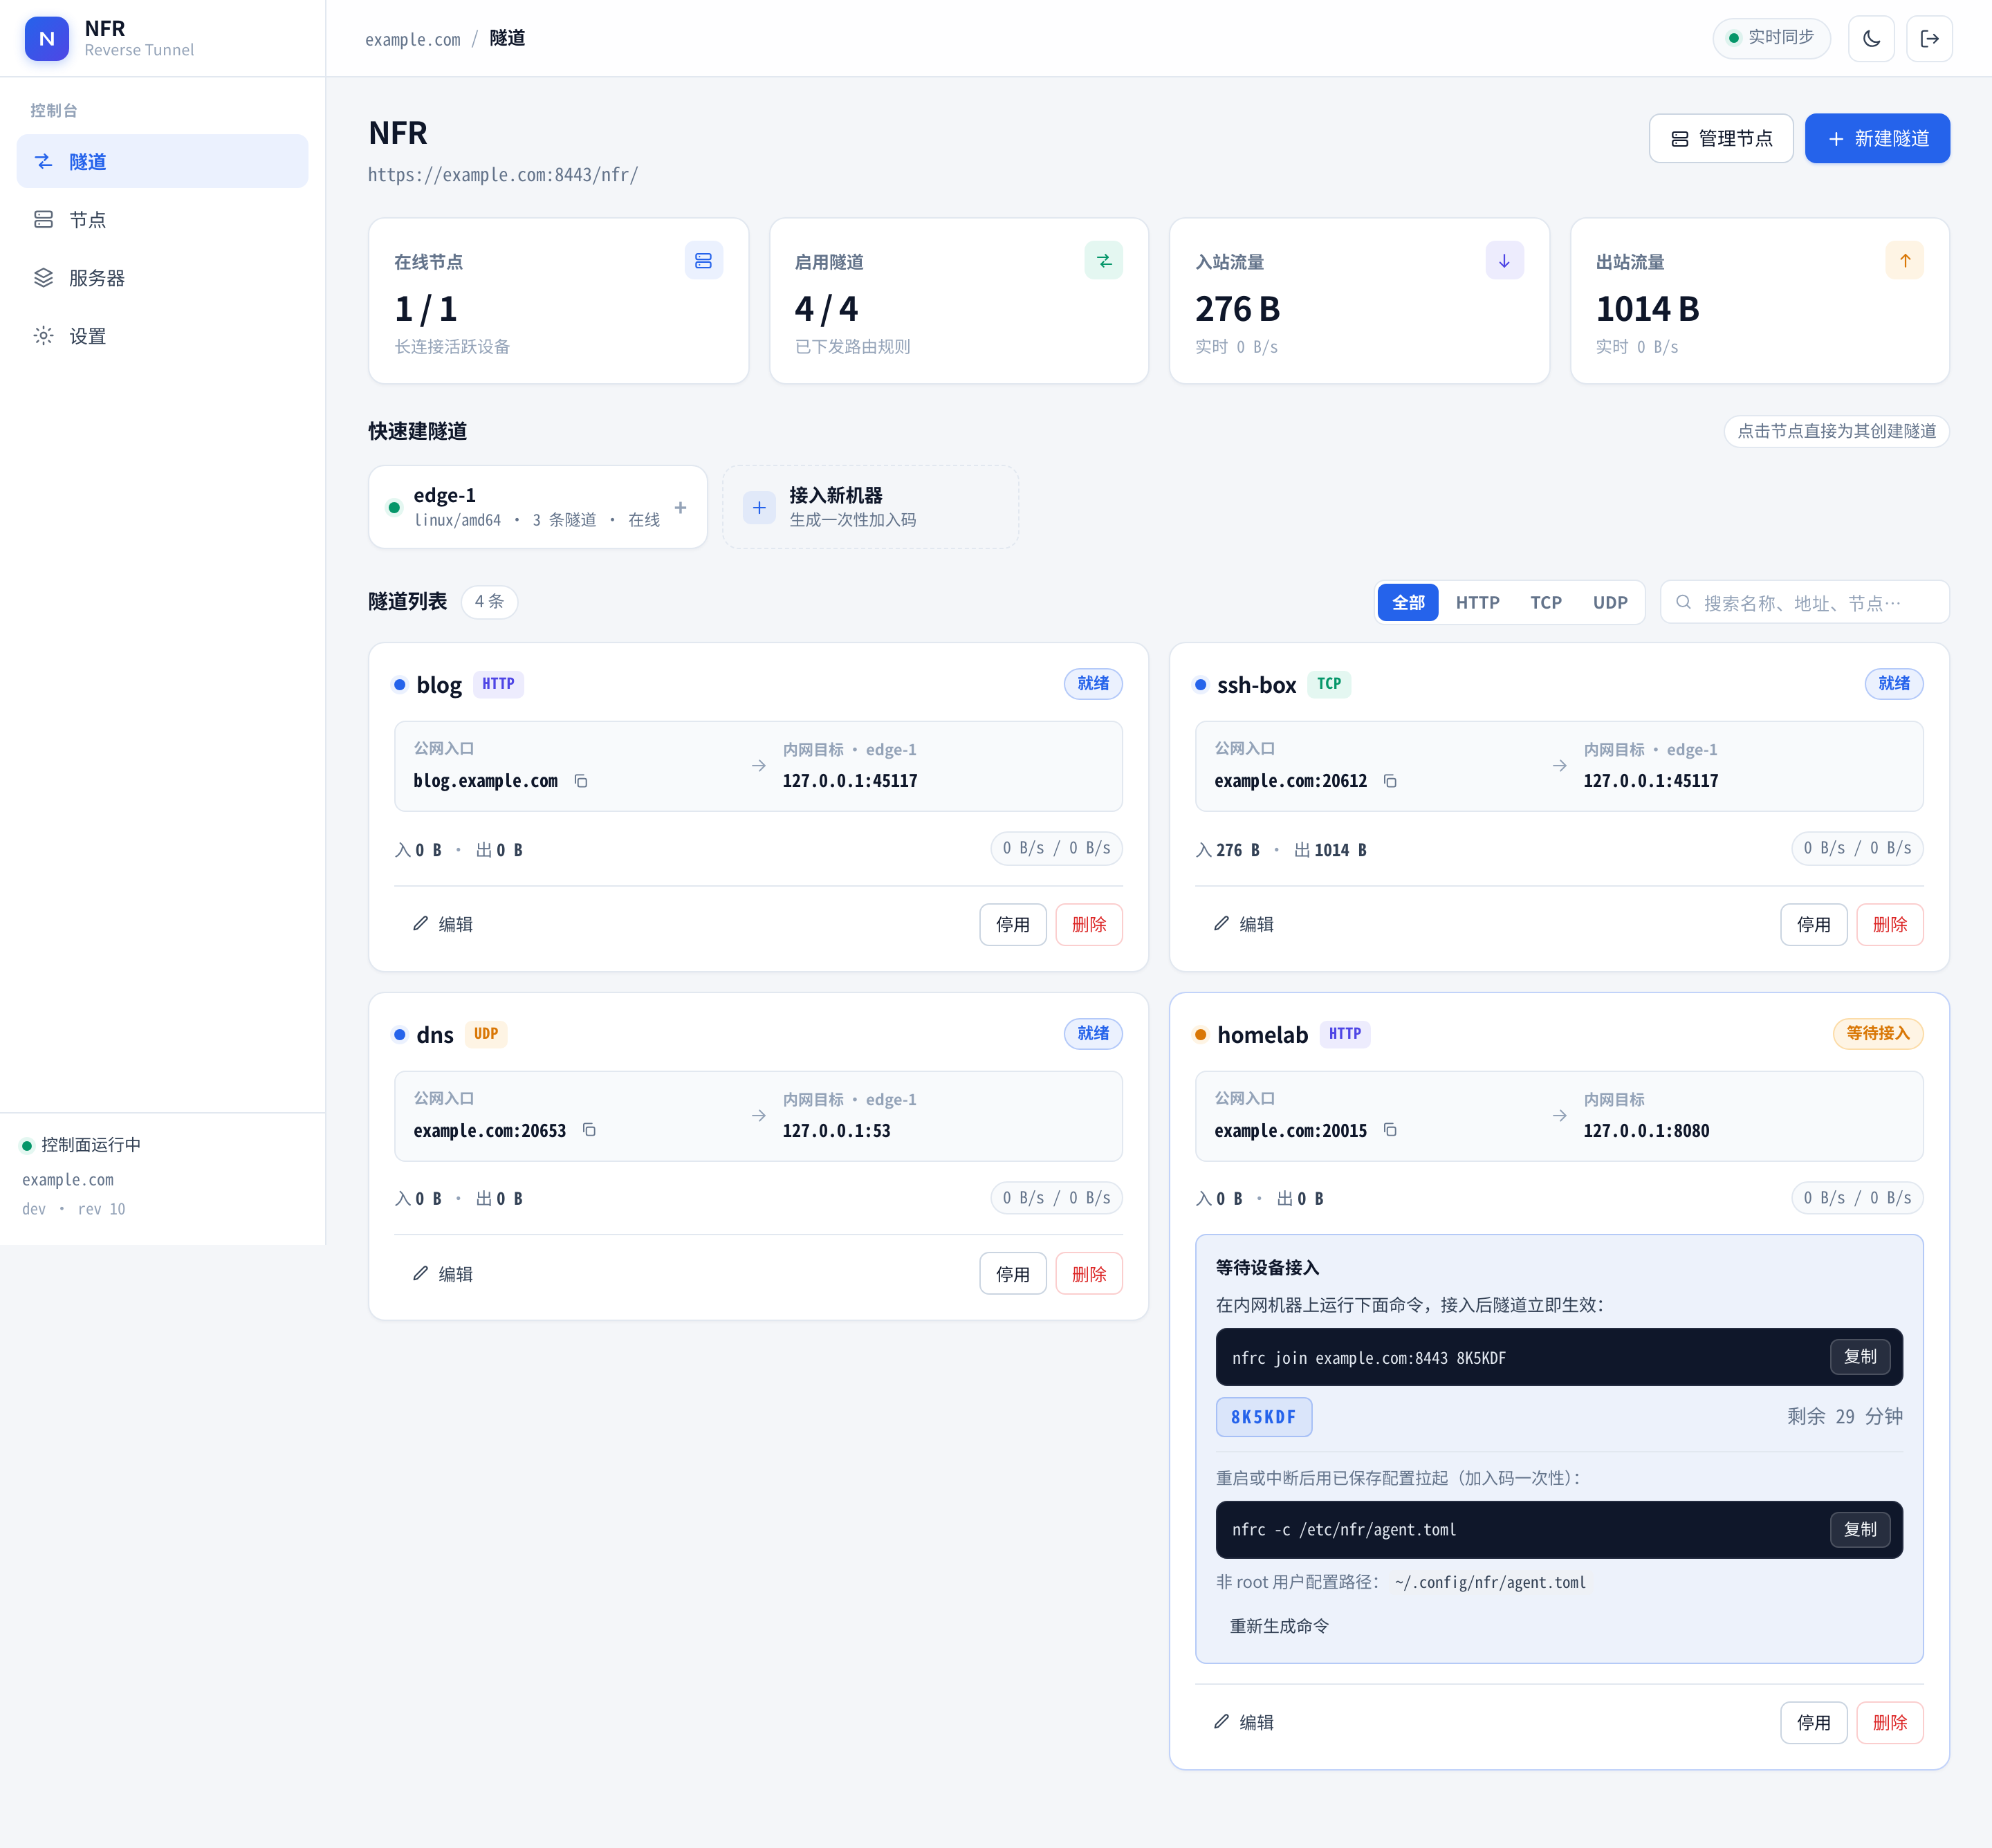 N
NFR
Reverse Tunnel
example.com / 隧道
实时同步
控制台
隧道
节点
服务器
设置
控制面运行中
example.com
dev · rev 10
NFR
https://example.com:8443/nfr/
管理节点
新建隧道
在线节点
1 / 1
长连接活跃设备
启用隧道
4 / 4
已下发路由规则
入站流量
276 B
实时 0 B/s
出站流量
1014 B
实时 0 B/s
快速建隧道
点击节点直接为其创建隧道
edge-1
linux/amd64 · 3 条隧道 · 在线
+
接入新机器
生成一次性加入码
隧道列表
4 条
全部
HTTP
TCP
UDP
搜索名称、地址、节点…
blog HTTP
就绪
公网入口
blog.example.com
内网目标 · edge-1
127.0.0.1:45117
入 0 B · 出 0 B
0 B/s / 0 B/s
编辑
停用
删除
ssh-box TCP
就绪
公网入口
example.com:20612
内网目标 · edge-1
127.0.0.1:45117
入 276 B · 出 1014 B
0 B/s / 0 B/s
编辑
停用
删除
dns UDP
就绪
公网入口
example.com:20653
内网目标 · edge-1
127.0.0.1:53
入 0 B · 出 0 B
0 B/s / 0 B/s
编辑
停用
删除
homelab HTTP
等待接入
公网入口
example.com:20015
内网目标
127.0.0.1:8080
入 0 B · 出 0 B
0 B/s / 0 B/s
等待设备接入
在内网机器上运行下面命令，接入后隧道立即生效：
nfrc join example.com:8443 8K5KDF
复制
8K5KDF
剩余 29 分钟
重启或中断后用已保存配置拉起（加入码一次性）：
nfrc -c /etc/nfr/agent.toml
复制
非 root 用户配置路径： ~/.config/nfr/agent.toml
重新生成命令
编辑
停用
删除